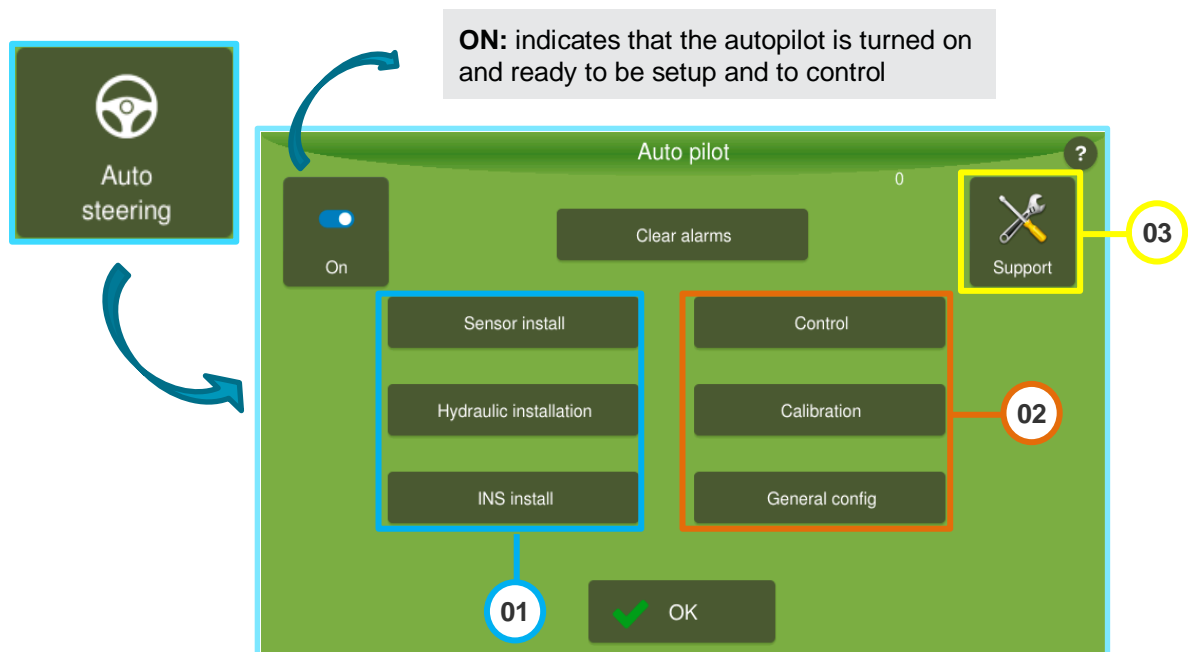 ON: indicates that the autopilot is turned on
and ready to be setup and to control
Auto
steering
Auto pilot
?
0
On
Clear alarms
Support
03
Sensor install
Control
Hydraulic installation
Calibration
02
INS install
General config
01
OK